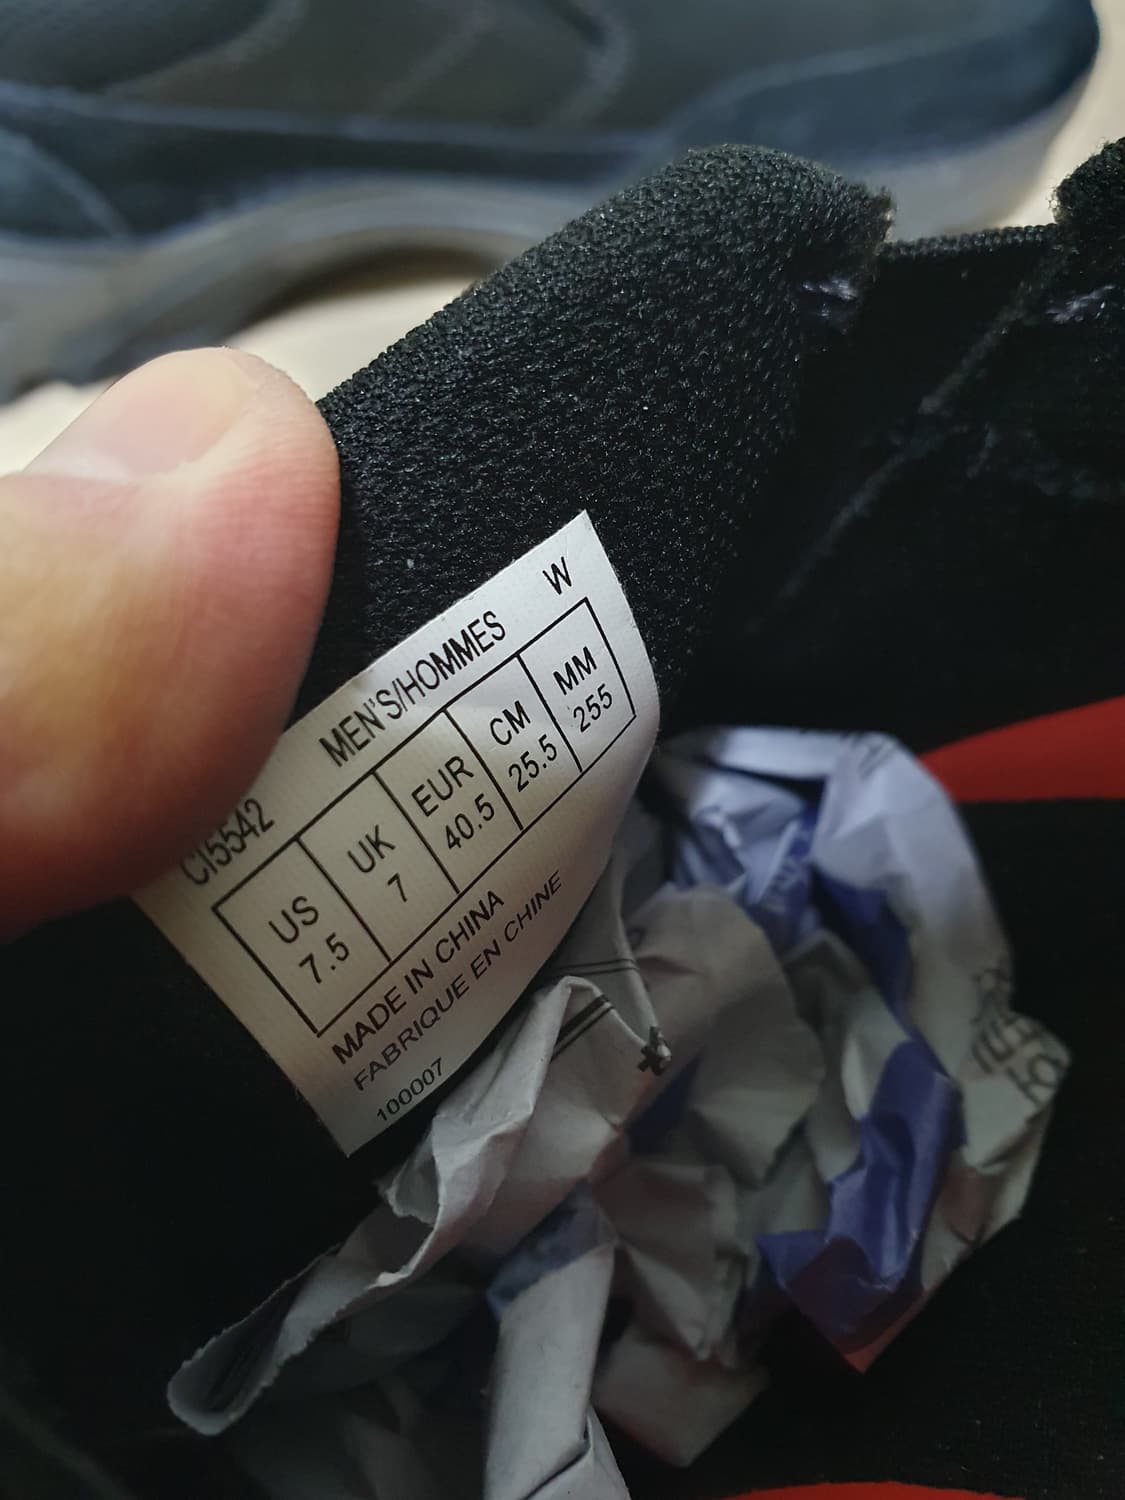 CI5542 MEN'S/HOMMES W
US UK EUR CM MM
7.5 7 40.5 25.5 255
MADE IN CHINA
FABRIQUE EN CHINE
100007